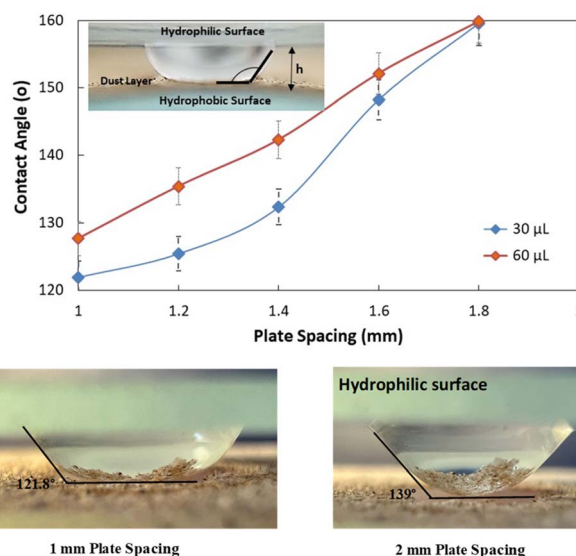 160
150
140
130
120
Contact Angle (o)
Hydrophilic Surface
Dust Layer
h
Hydrophobic Surface
30 µL
60 µL
1
1.2
1.4
1.6
1.8
Plate Spacing (mm)
121.8°
1 mm Plate Spacing
Hydrophilic surface
139°
2 mm Plate Spacing